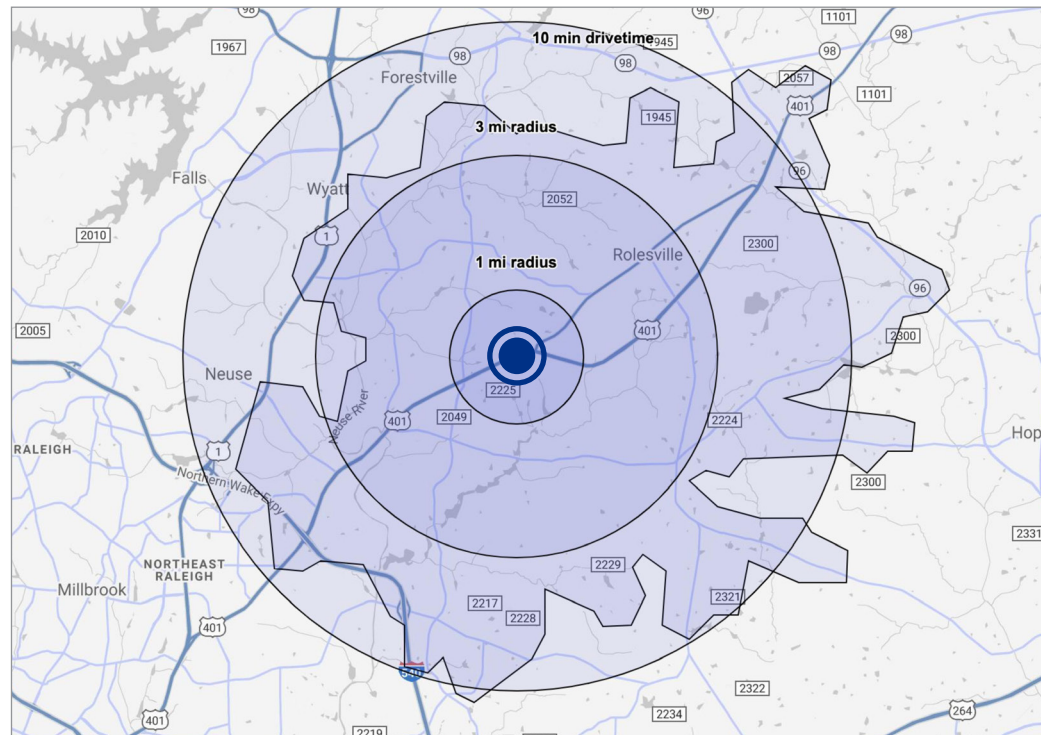 98
96
1101
10 min drivetime
1945
98
98
98
1967
Forestville
2057
401
1101
1945
3 mi radius
96
Falls
Wyatt
2052
2010
1
2300
Rolesville
1 mi radius
96
2005
401
2300
Neuse
2225
Neuse River
2049
401
2224
RALEIGH
1
Hop
Northern Wake Expy
2300
2331
NORTHEAST
RALEIGH
2229
Millbrook
2217
2321
2228
401
540
2322
2234
264
401
2219